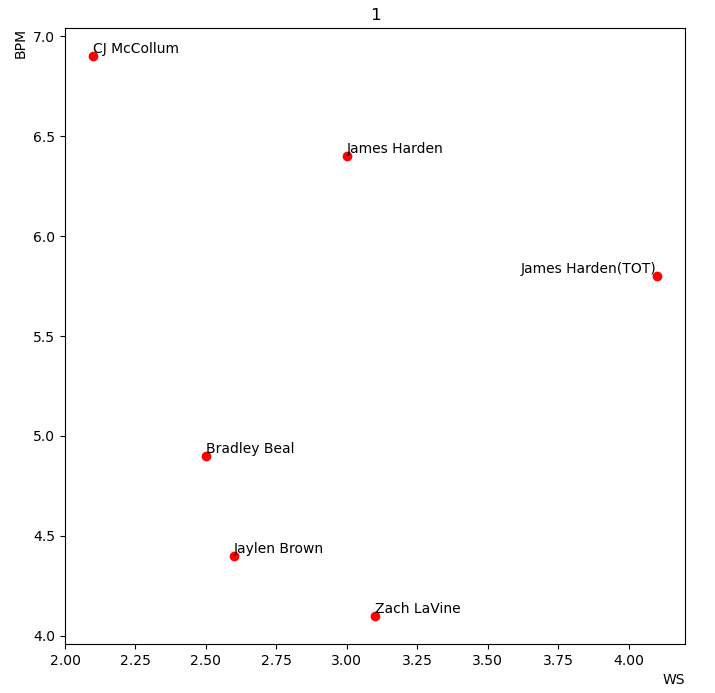 1
BPM
7.0
CJ McCollum
6.5
James Harden
6.0
James Harden(TOT)
5.5
5.0
Bradley Beal
4.5
Jaylen Brown
Zach LaVine
4.0
2.00 2.25 2.50 2.75 3.00 3.25 3.50 3.75 4.00
WS